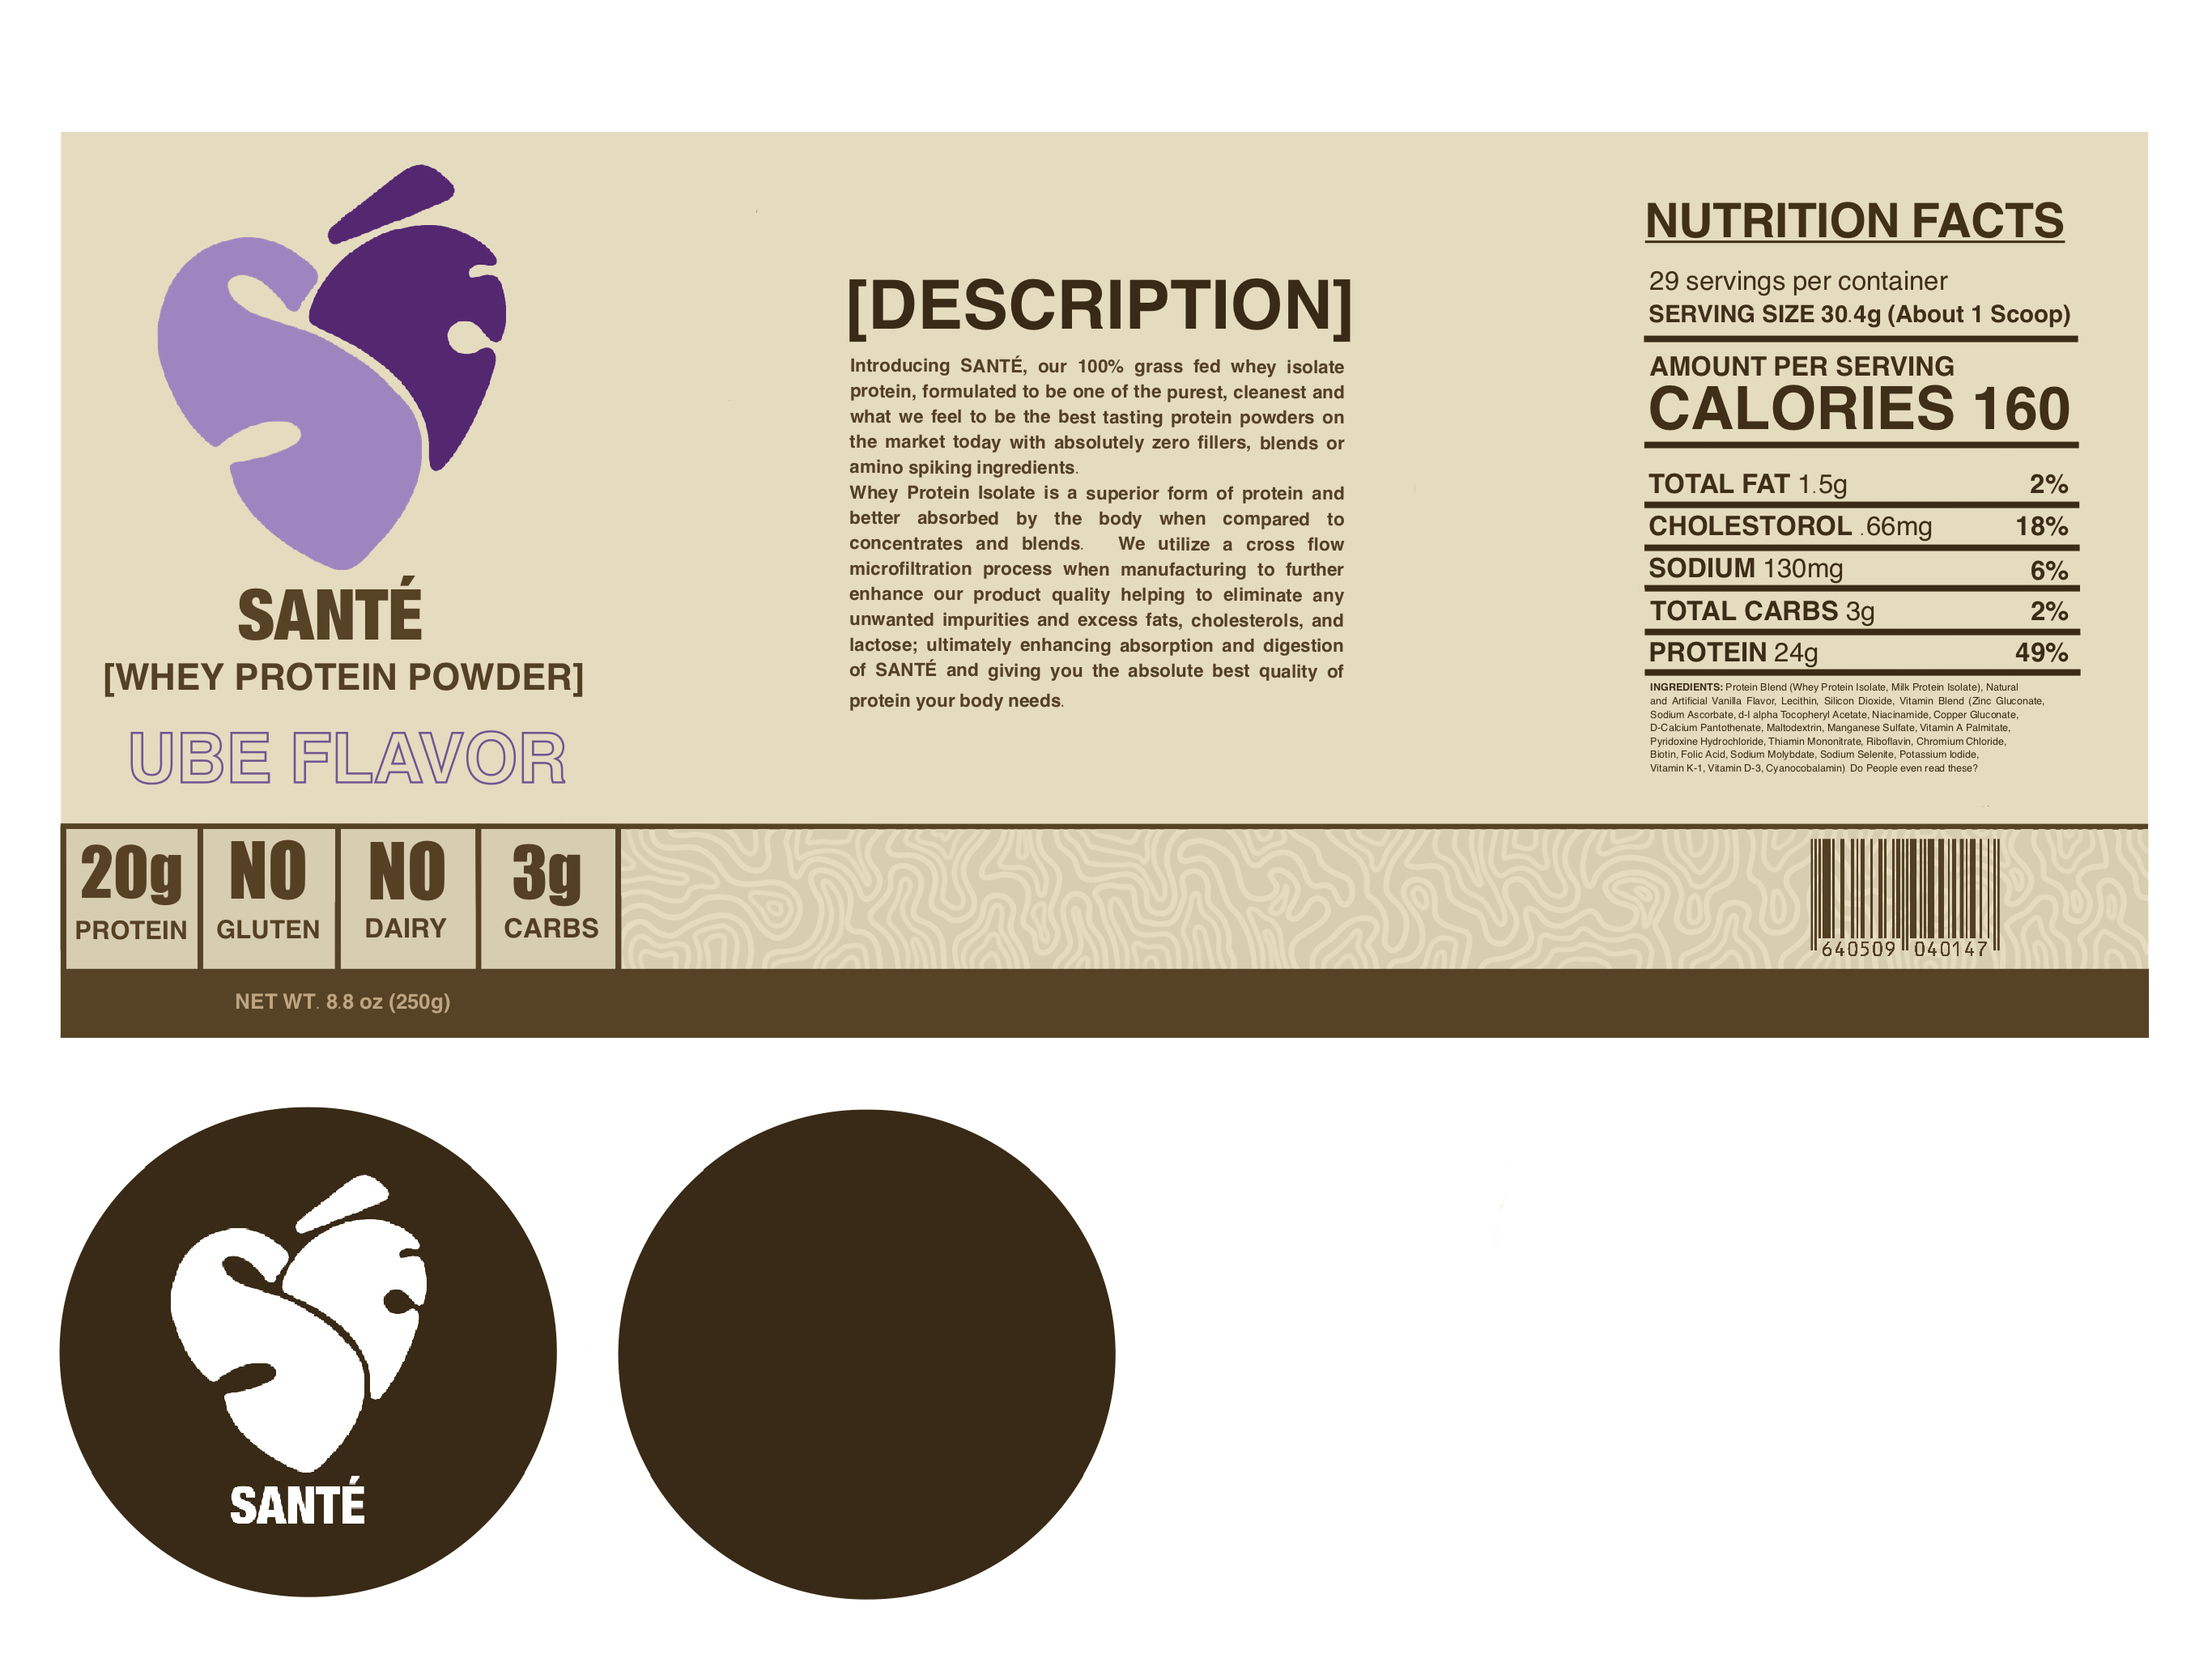 SANTÉ
[WHEY PROTEIN POWDER]
UBE FLAVOR
20g
PROTEIN
NO
GLUTEN
NO
DAIRY
3g
CARBS
NET WT. 8.8 oz (250g)
[DESCRIPTION]
Introducing SANTÉ, our 100% grass fed whey isolate
protein, formulated to be one of the purest, cleanest and
what we feel to be the best tasting protein powders on
the market today with absolutely zero fillers, blends or
amino spiking ingredients.
Whey Protein Isolate is a superior form of protein and
better absorbed by the body when compared to
concentrates and blends. We utilize a cross flow
microfiltration process when manufacturing to further
enhance our product quality helping to eliminate any
unwanted impurities and excess fats, cholesterols, and
lactose; ultimately enhancing absorption and digestion
of SANTÉ and giving you the absolute best quality of
protein your body needs.
NUTRITION FACTS
29 servings per container
SERVING SIZE 30.4g (About 1 Scoop)
AMOUNT PER SERVING
CALORIES 160
TOTAL FAT 1.5g 2%
CHOLESTOROL .66mg 18%
SODIUM 130mg 6%
TOTAL CARBS 3g 2%
PROTEIN 24g 49%
INGREDIENTS: Protein Blend (Whey Protein Isolate, Milk Protein Isolate), Natural
and Artificial Vanilla Flavor, Lecithin, Silicon Dioxide, Vitamin Blend (Zinc Gluconate,
Sodium Ascorbate, d-l alpha Tocopheryl Acetate, Niacinamide, Copper Gluconate,
D-Calcium Pantothenate, Maltodextrin, Manganese Sulfate, Vitamin A Palmitate,
Pyridoxine Hydrochloride, Thiamin Mononitrate, Riboflavin, Chromium Chloride,
Biotin, Folic Acid, Sodium Molybdate, Sodium Selenite, Potassium Iodide,
Vitamin K-1, Vitamin D-3, Cyanocobalamin) Do People even read these?
640509 040147
SANTÉ